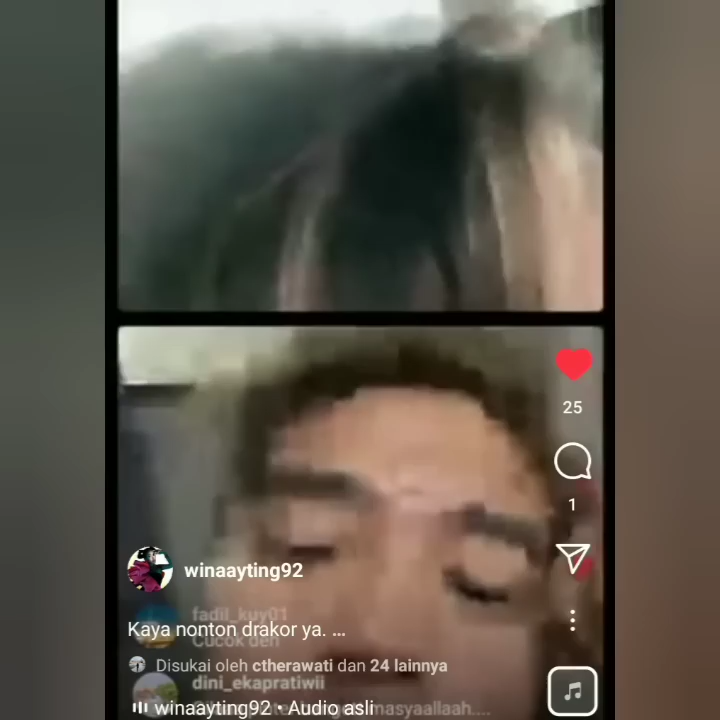 25
1
winaayting92
fadil_kuy01
Kaya nonton drakor ya. ...
Cucok deh
Disukai oleh ctherawati dan 24 lainnya
dini_ekapratiwii
winaayting92 • Audio asli
masyaallaah....